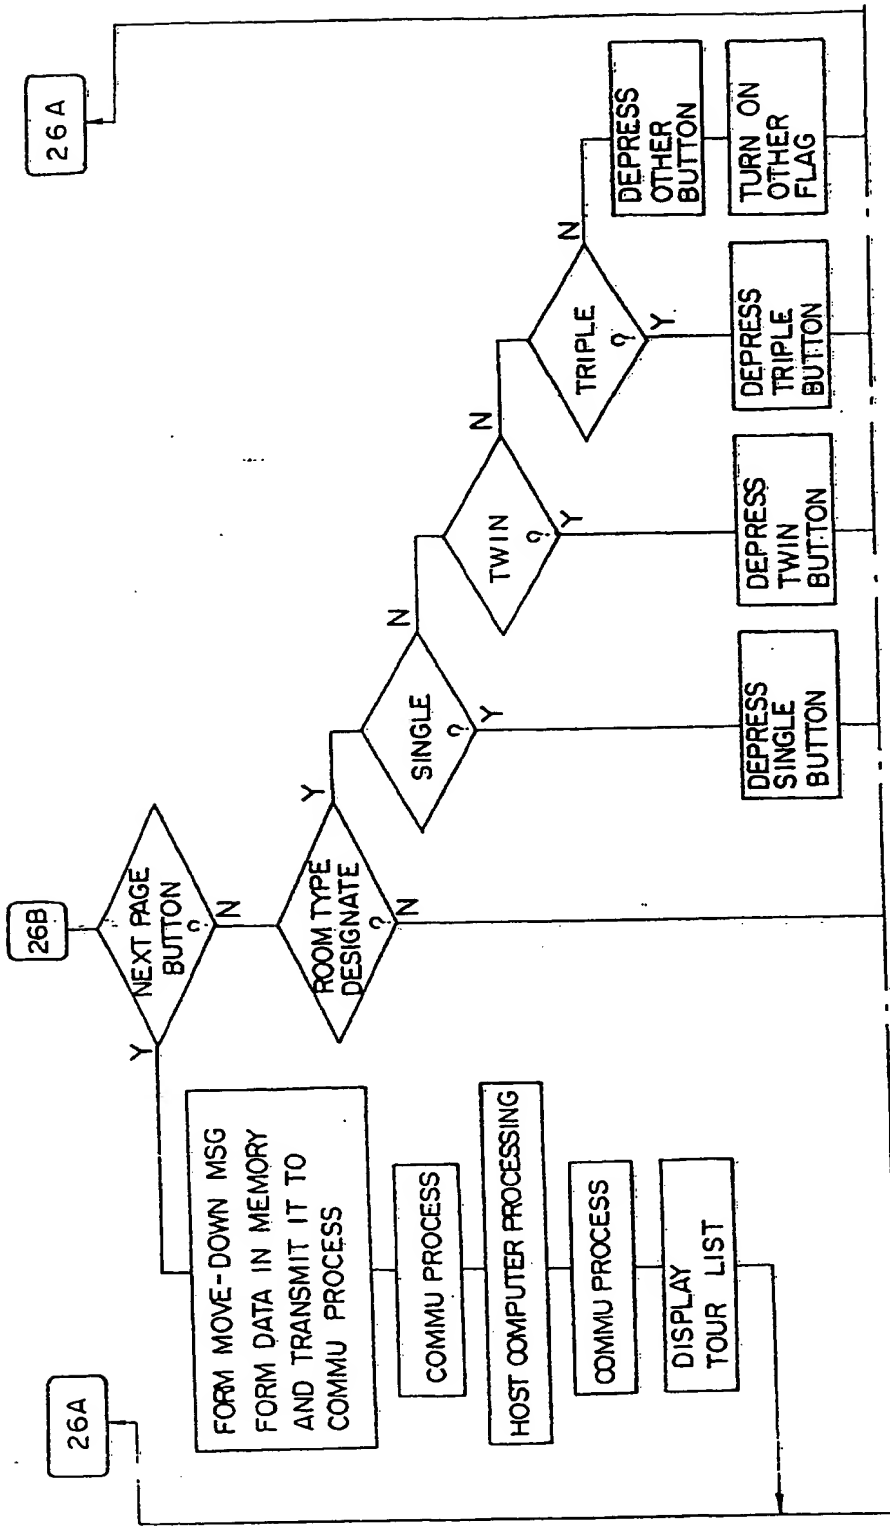 26A
26B
26A
NEXT PAGE
BUTTON
?
Y
N
FORM MOVE-DOWN MSG
FORM DATA IN MEMORY
AND TRANSMIT IT TO
COMMU PROCESS
COMMU PROCESS
HOST COMPUTER PROCESSING
COMMU PROCESS
DISPLAY
TOUR LIST
ROOM TYPE
DESIGNATE
?
Y
N
SINGLE
?
N
Y
TWIN
?
N
Y
TRIPLE
?
N
Y
DEPRESS
SINGLE
BUTTON
DEPRESS
TWIN
BUTTON
DEPRESS
TRIPLE
BUTTON
DEPRESS
OTHER
BUTTON
TURN ON
OTHER
FLAG